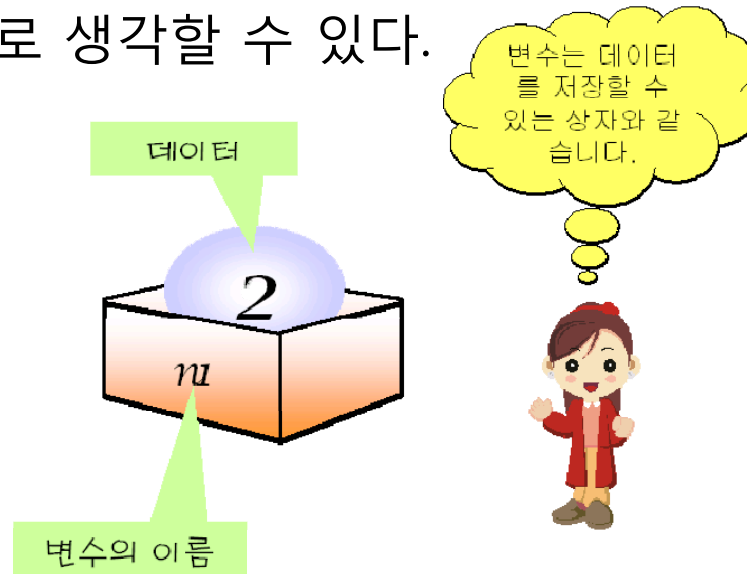 로 생각할 수 있다.
변수는 데이터
를 저장할 수
있는 상자와 같
습니다.
데이터
2
n1
변수의 이름